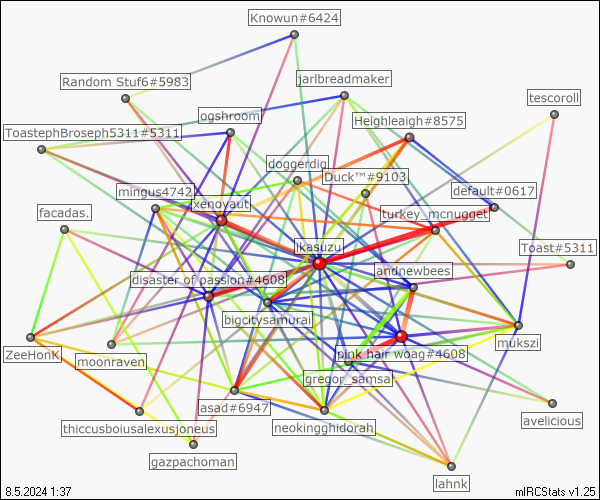 Knowun#6424
Random Stuf6#5983
jarlbreadmaker
tescoroll
ogshroom
Heighleaigh#8575
ToastephBroseph5311#5311
doggerdig
Duck™#9103
mingus4742
default#0617
xenoyaut
facadas.
turkey_mcnugget
ikasuzu
Toast#5311
andnewbees
disaster of passion#4608
bigcitysamurai
mukszi
ZeeHonK
moonraven
pink hair woag#4608
gregor_samsa
asad#6947
thiccusboiusalexusjoneus
neokingghidorah
avelicious
gazpachoman
lahnk
8.5.2024 1:37
mIRCStats v1.25